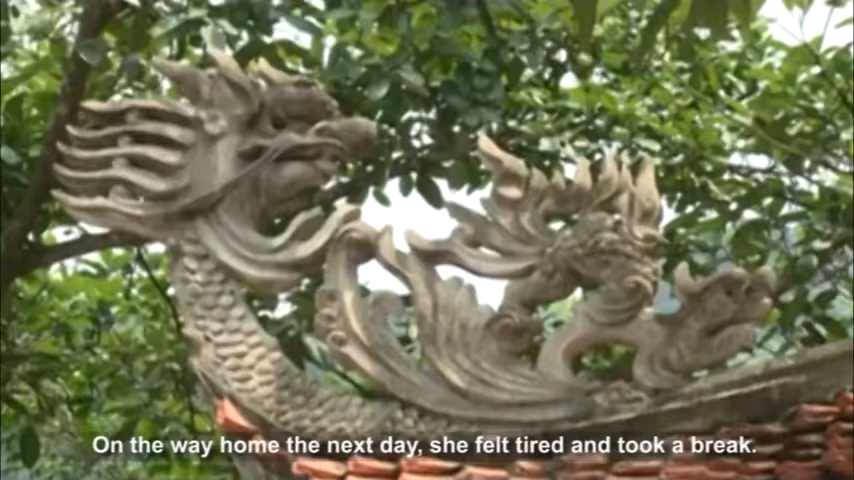 On the way home the next day, she felt tired and took a break.